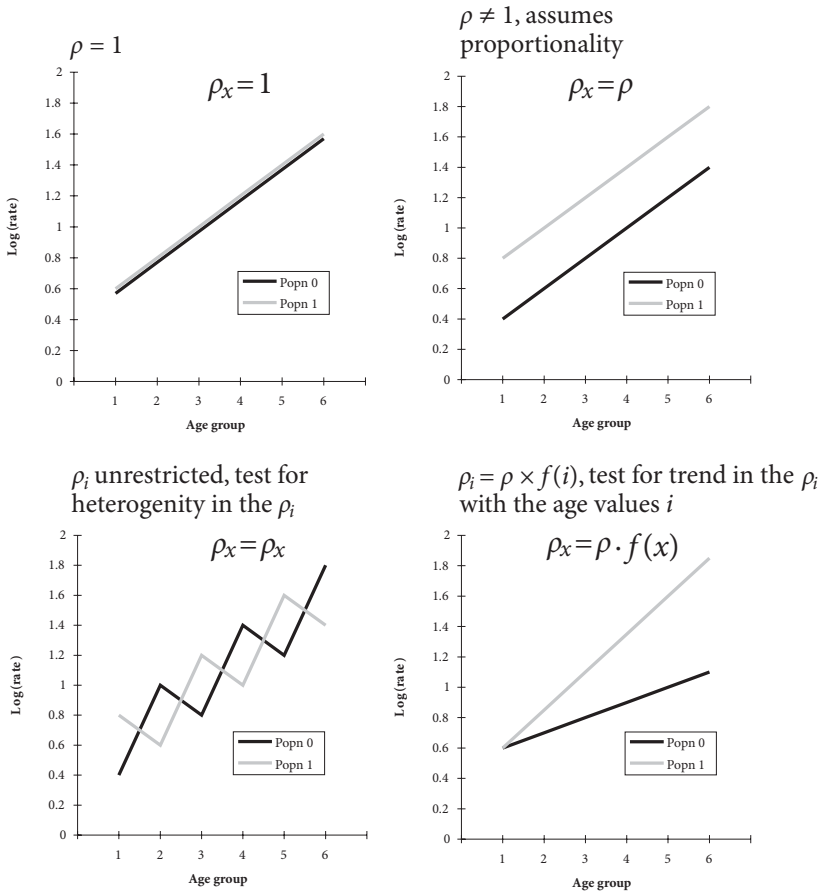 ρ = 1
ρx = 1
Log(rate)
2
1.8
1.6
1.4
1.2
1
0.8
0.6
0.4
0.2
0
Popn 0
Popn 1
1 2 3 4 5 6
Age group
ρ ≠ 1, assumes
proportionality
ρx = ρ
Log(rate)
2
1.8
1.6
1.4
1.2
1
0.8
0.6
0.4
0.2
0
Popn 0
Popn 1
1 2 3 4 5 6
Age group
ρi unrestricted, test for
heterogenity in the ρi
ρx = ρx
Log(rate)
2
1.8
1.6
1.4
1.2
1
0.8
0.6
0.4
0.2
0
Popn 0
Popn 1
1 2 3 4 5 6
Age group
ρi = ρ × f(i), test for trend in the ρi
with the age values i
ρx = ρ · f(x)
Log(rate)
2
1.8
1.6
1.4
1.2
1
0.8
0.6
0.4
0.2
0
Popn 0
Popn 1
1 2 3 4 5 6
Age group